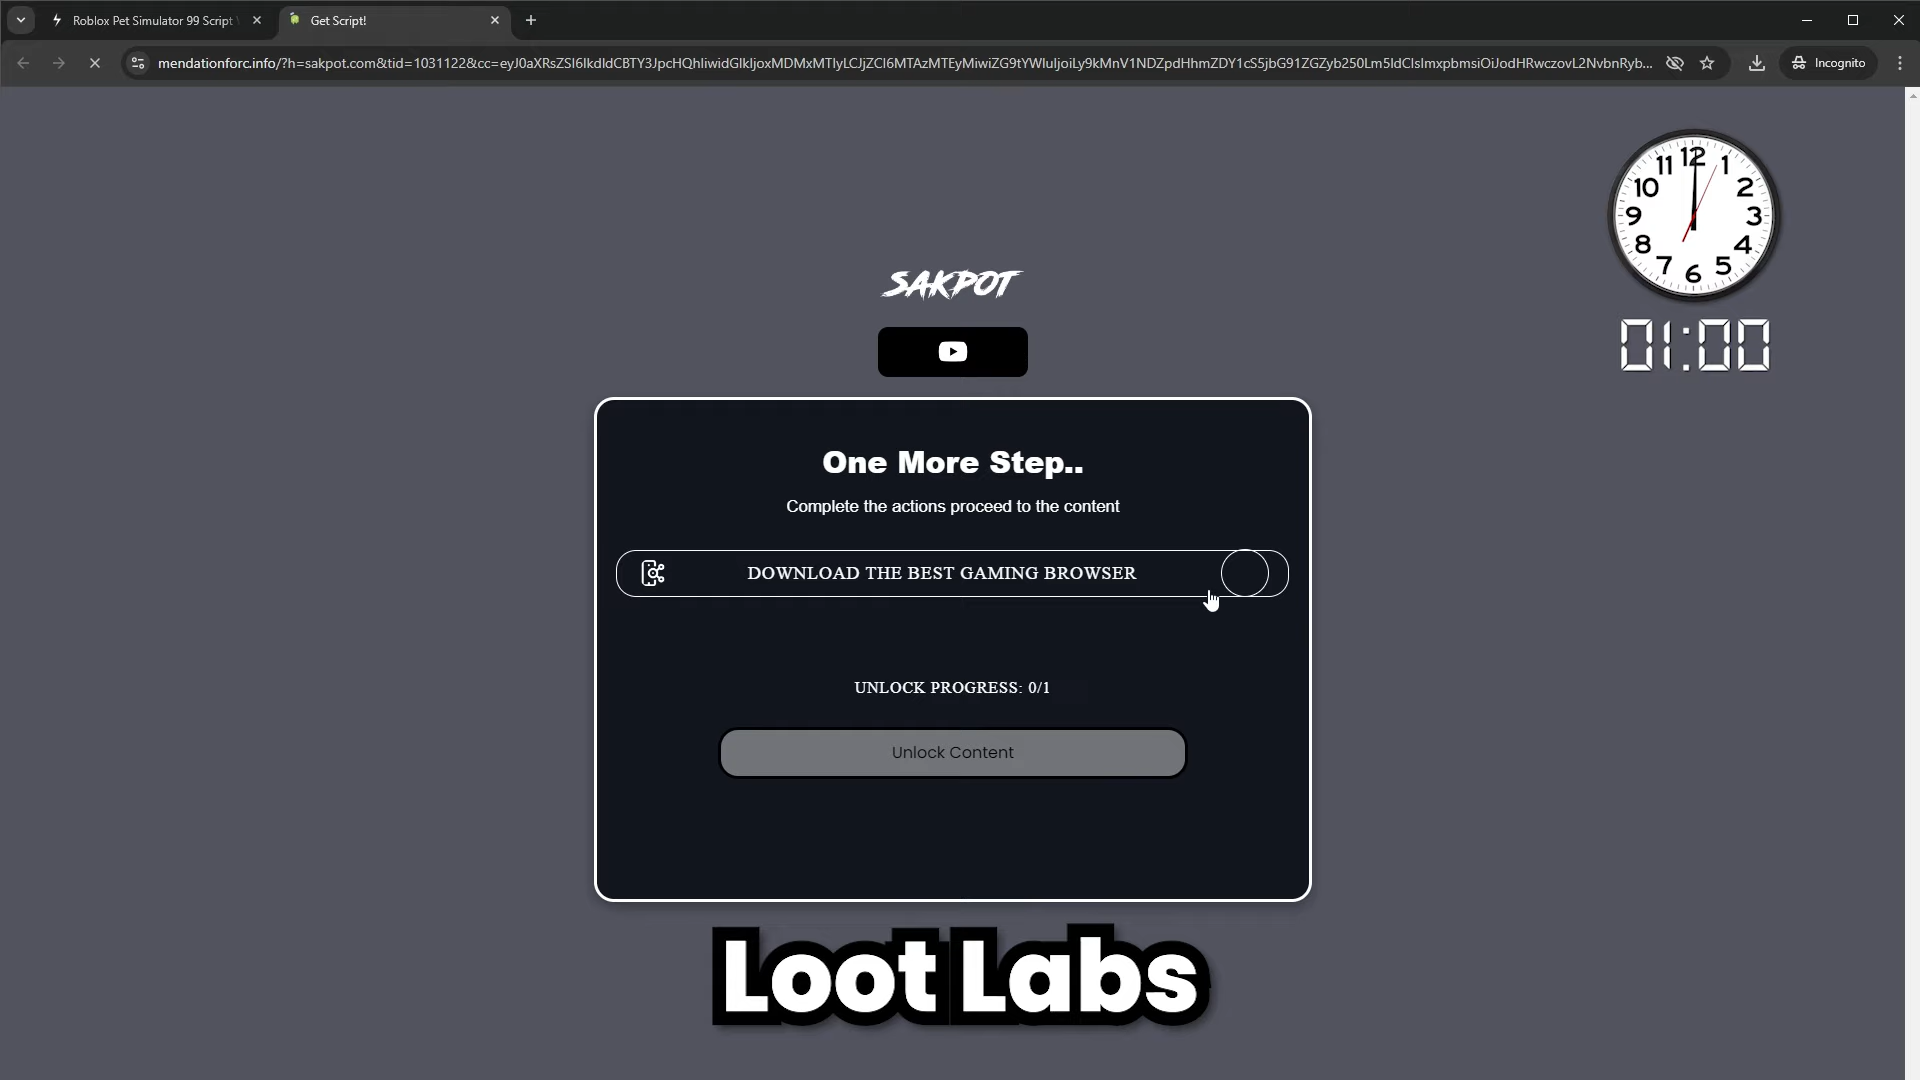 Roblox Pet Simulator 99 Script
Get Script!
mendationforc.info/?h=sakpot.com&tid=1031122&cc=eyJ0aXRsZSI6IkdldCBTY3JpcHQhIiwidGlkIjoxMDMxMTIyLCJjZCI6MTAzMTEyMiwiZG9tYWluIjoiLy9kMnV1NDZpdHhmZDY1cS5jbG91ZGZyb250Lm5ldCIsImxpbmsiOiJodHRwczovL2NvbnRyb...
Incognito
11 12 1
10 2
9 3
8 4
7 6 5
01:00
SAKPOT
One More Step..
Complete the actions proceed to the content
DOWNLOAD THE BEST GAMING BROWSER
UNLOCK PROGRESS: 0/1
Unlock Content
Loot Labs